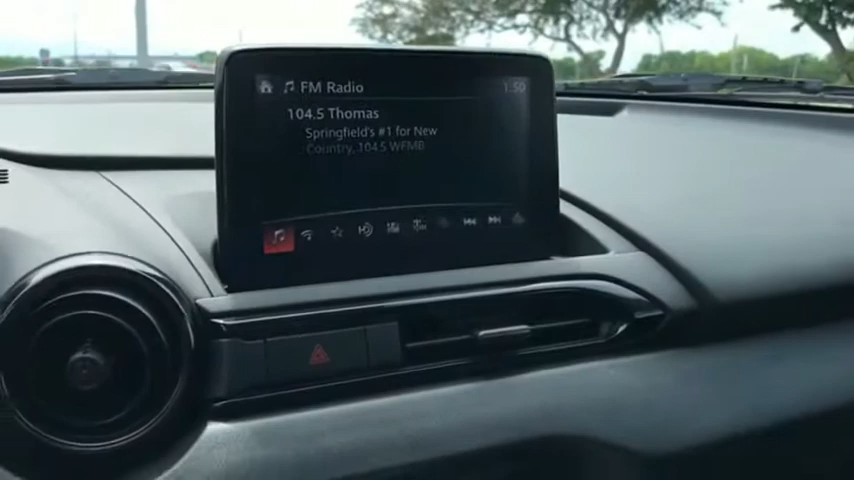 FM Radio
1:50
104.5 Thomas
Springfield's #1 for New
Country, 104.5 WFMB